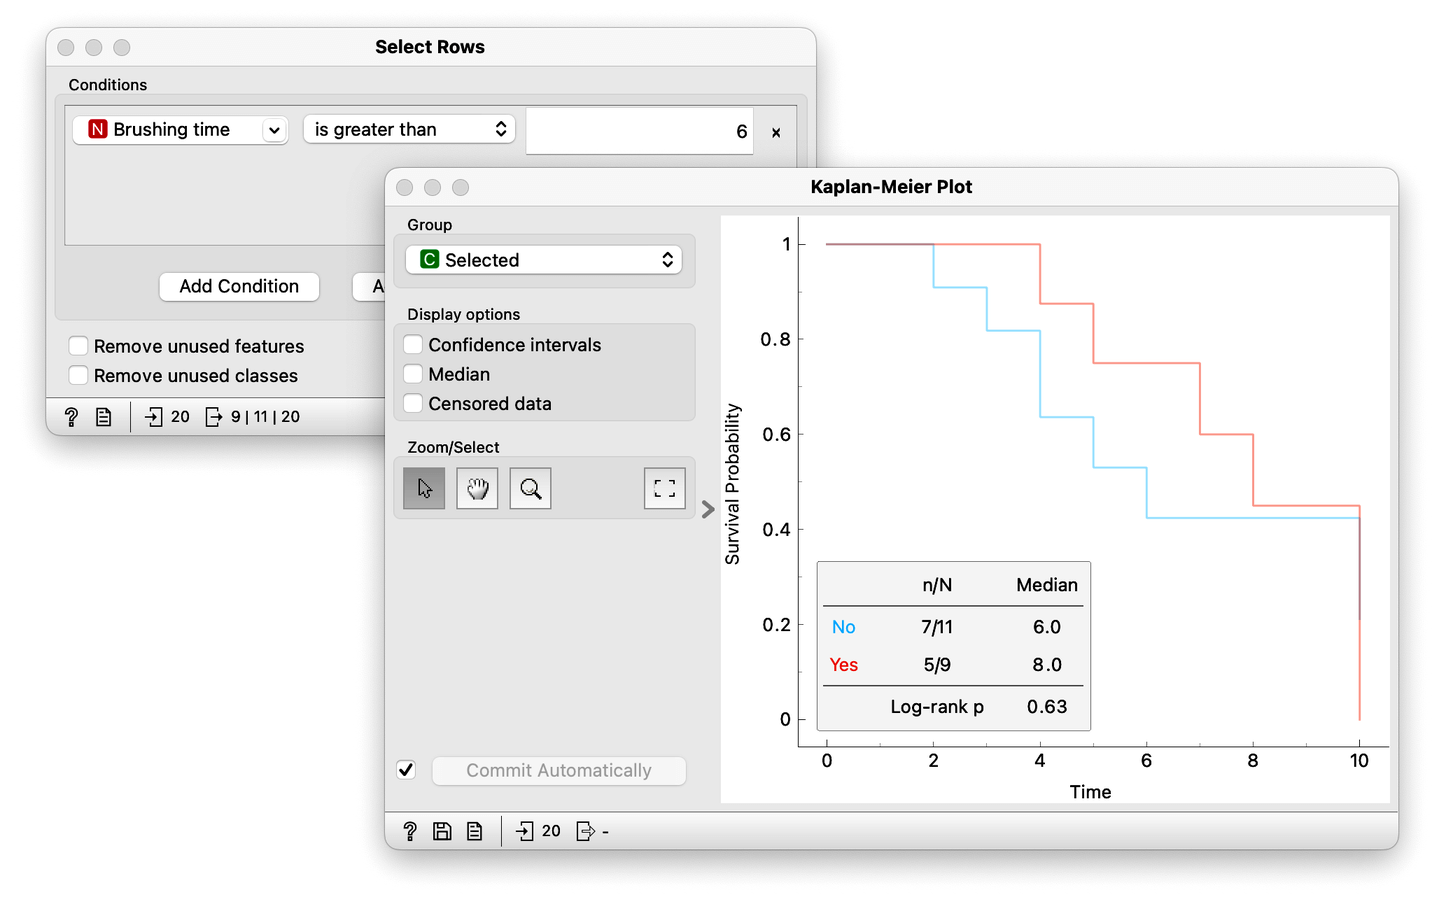 Select Rows
Conditions
N Brushing time is greater than 6 ×
Add Condition A
Remove unused features
Remove unused classes
? 20 9 | 11 | 20
Kaplan-Meier Plot
Group
C Selected
Display options
Confidence intervals
Median
Censored data
Zoom/Select
Commit Automatically
? 20 -
1
0.8
0.6
0.4
0.2
0
Survival Probability
n/N Median
No 7/11 6.0
Yes 5/9 8.0
Log-rank p 0.63
0 2 4 6 8 10
Time